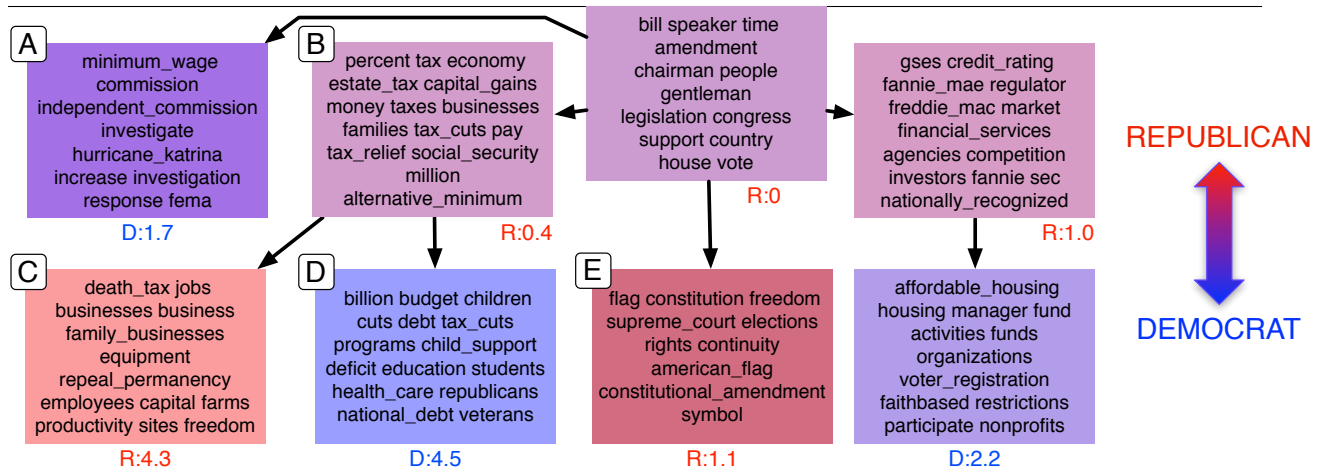 A
minimum_wage
commission
independent_commission
investigate
hurricane_katrina
increase investigation
response fema
D:1.7
B
percent tax economy
estate_tax capital_gains
money taxes businesses
families tax_cuts pay
tax_relief social_security
million
alternative_minimum
R:0.4
bill speaker time
amendment
chairman people
gentleman
legislation congress
support country
house vote
R:0
gses credit_rating
fannie_mae regulator
freddie_mac market
financial_services
agencies competition
investors fannie sec
nationally_recognized
R:1.0
REPUBLICAN
DEMOCRAT
C
death_tax jobs
businesses business
family_businesses
equipment
repeal_permanency
employees capital farms
productivity sites freedom
R:4.3
D
billion budget children
cuts debt tax_cuts
programs child_support
deficit education students
health_care republicans
national_debt veterans
D:4.5
E
flag constitution freedom
supreme_court elections
rights continuity
american_flag
constitutional_amendment
symbol
R:1.1
affordable_housing
housing manager fund
activities funds
organizations
voter_registration
faithbased restrictions
participate nonprofits
D:2.2